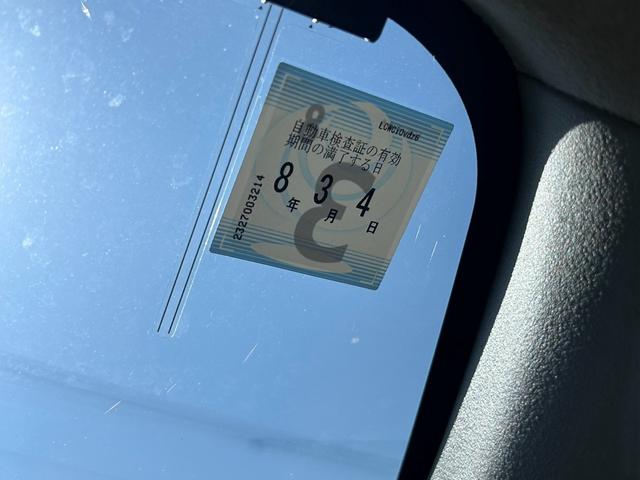 自動車検査証の有効
期間の満了する日
8年 3月 4日
2327003214